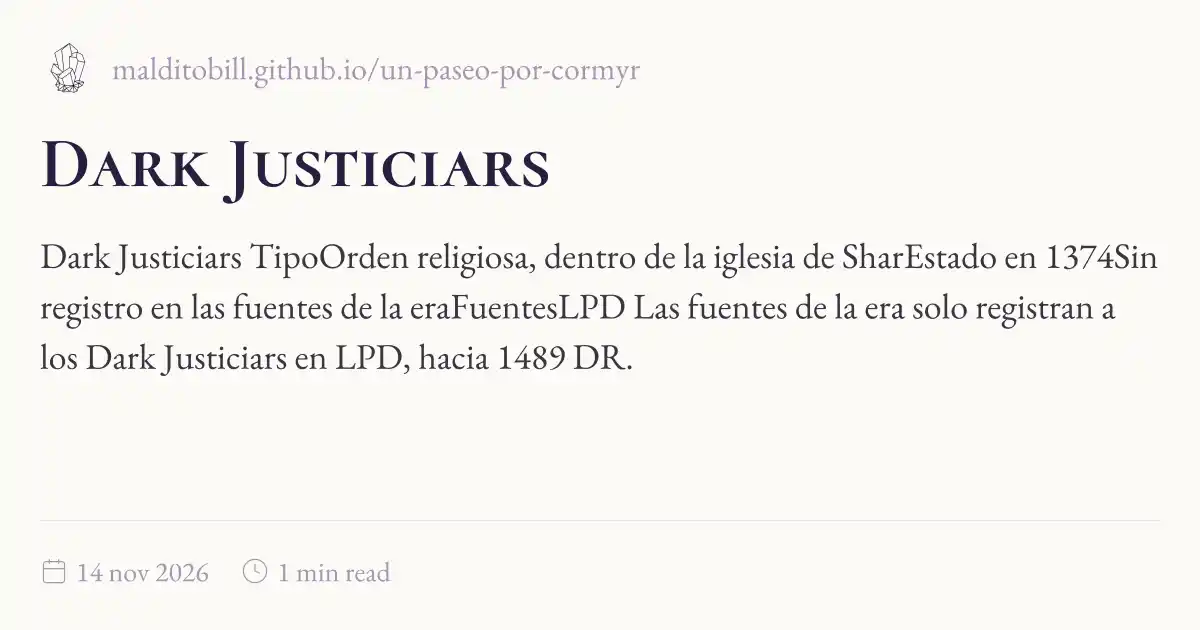 malditobill.github.io/un-paseo-por-cormyr
Dark Justiciars
Dark Justiciars TipoOrden religiosa, dentro de la iglesia de SharEstado en 1374Sin
registro en las fuentes de la eraFuentesLPD Las fuentes de la era solo registran a
los Dark Justiciars en LPD, hacia 1489 DR.
14 nov 2026 1 min read